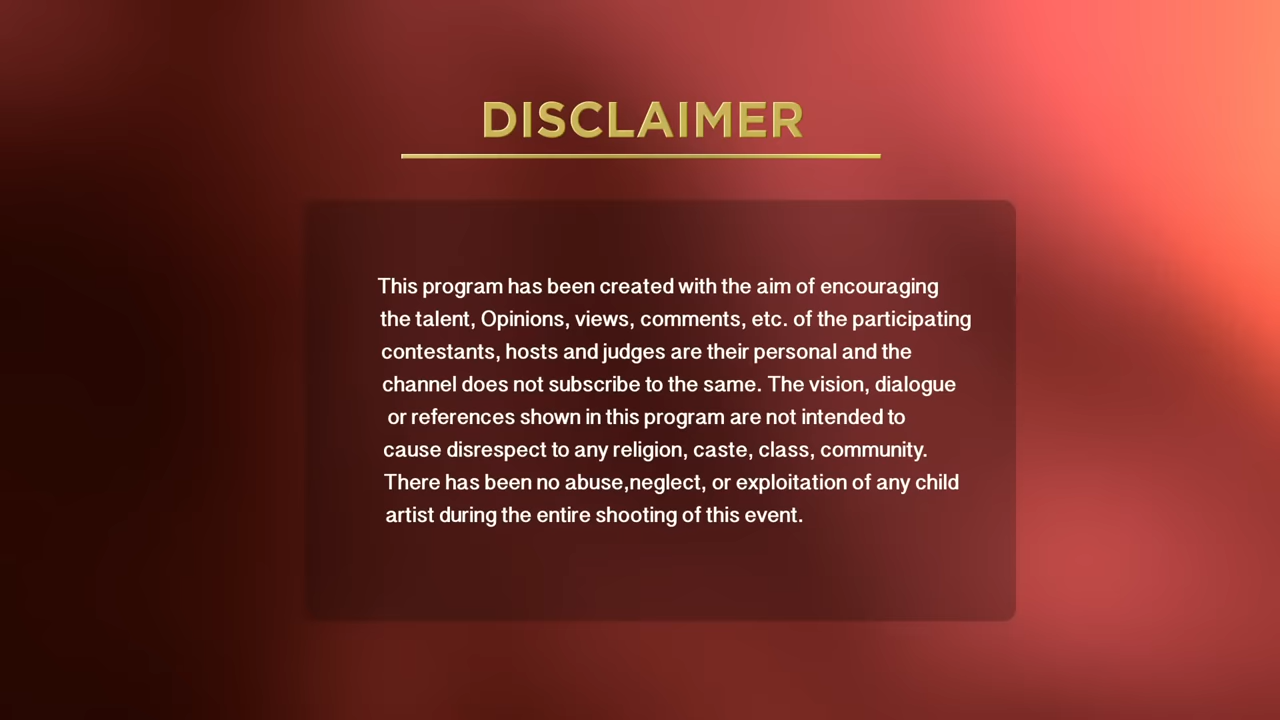 DISCLAIMER
This program has been created with the aim of encouraging
the talent, Opinions, views, comments, etc. of the participating
contestants, hosts and judges are their personal and the
channel does not subscribe to the same. The vision, dialogue
or references shown in this program are not intended to
cause disrespect to any religion, caste, class, community.
There has been no abuse,neglect, or exploitation of any child
artist during the entire shooting of this event.